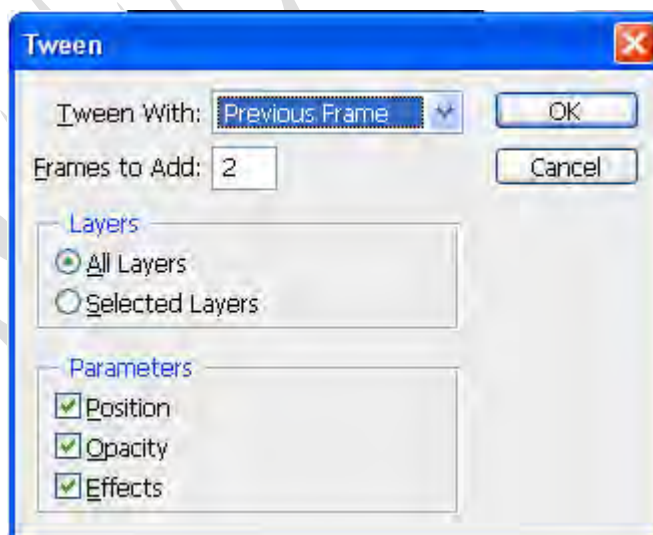 Tween
Tween With: Previous Frame OK
Frames to Add: 2 Cancel
Layers
All Layers
Selected Layers
Parameters
Position
Opacity
Effects